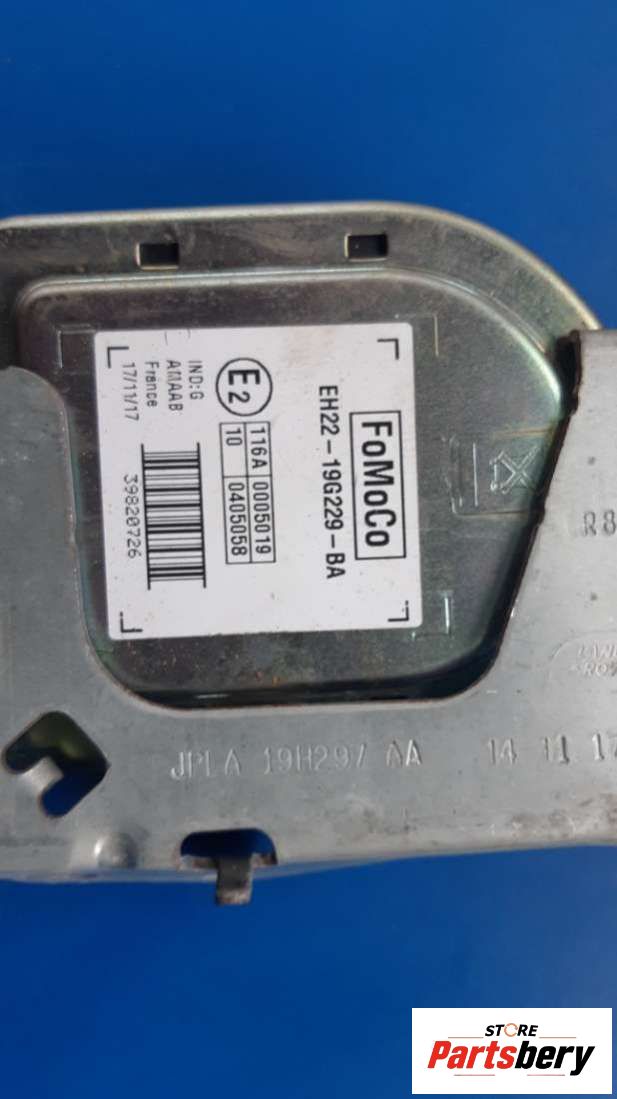 FoMoCo
EH22-19G229-BA
E2
116A 0005019
10 0405058
IND:G
AMAAB
France
17/11/17
39820726
R8
JPLA 19H297 AA 14 11 17
STORE
Partsbery